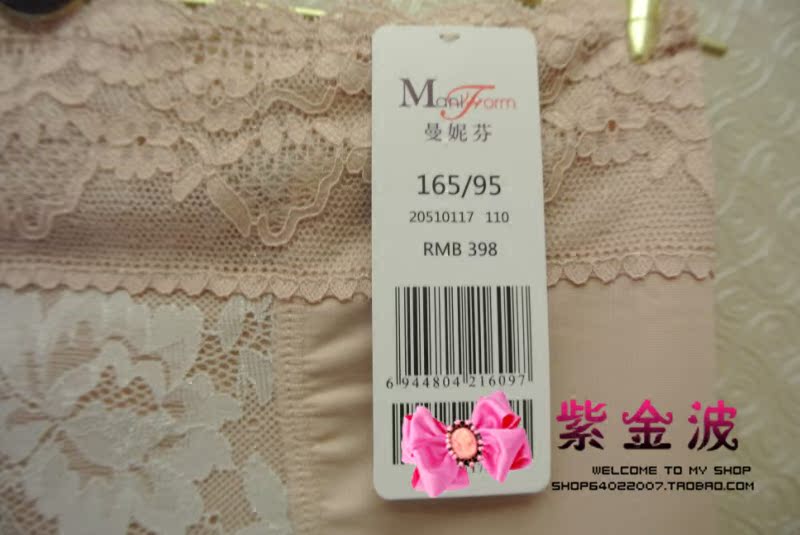 ManiForm
曼妮芬
165/95
20510117 110
RMB 398
6 944804 216097
紫金波
WELCOME TO MY SHOP
SHOP64022007.TAOBAO.COM